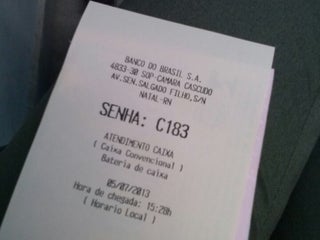 BANCO DO BRASIL S.A.
4833-30 SOP-CAMARA CASCUDO
AV.SEN.SALGADO FILHO,S/N
NATAL-RN
SENHA: C183
ATENDIMENTO CAIXA
( Caixa Convencional )
Bateria de caixa
05/07/2013
Hora de chegada: 15:28h
( Horario Local )